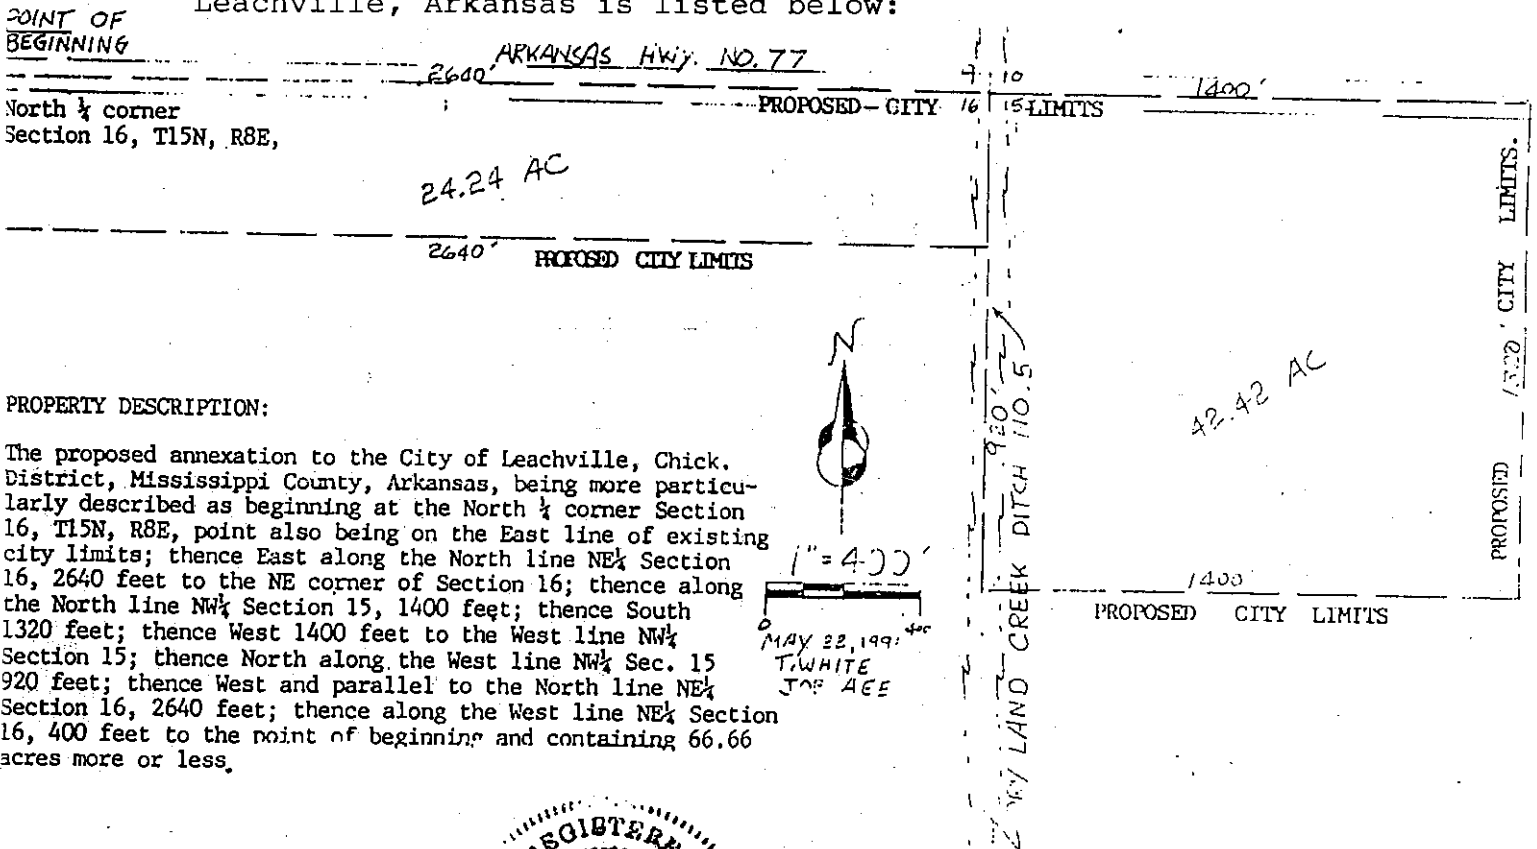 Leachville, Arkansas is listed below:
POINT OF
BEGINNING
ARKANSAS Hwy. NO. 77
2640'
10
1400'
PROPOSED-CITY 16 15 LIMITS
North ¼ corner
Section 16, T15N, R8E,
24.24 AC
2640'
PROPOSED CITY LIMITS
PROPOSED 1320' CITY LIMITS.
N
920'
CREEK DITCH
LAND
42.42 AC
1400'
PROPOSED CITY LIMITS
1"=400'
0 400
MAY 22, 199
T. WHITE
PROPERTY DESCRIPTION:
The proposed annexation to the City of Leachville, Chick.
District, Mississippi County, Arkansas, being more particu-
larly described as beginning at the North ¼ corner Section
16, T15N, R8E, point also being on the East line of existing
city limits; thence East along the North line NE¼ Section
16, 2640 feet to the NE corner of Section 16; thence along
the North line NW¼ Section 15, 1400 feet; thence South
1320 feet; thence West 1400 feet to the West line NW¼
Section 15; thence North along the West line NW¼ Sec. 15
920 feet; thence West and parallel to the North line NE¼
Section 16, 2640 feet; thence along the West line NE¼ Section
16, 400 feet to the point of beginning and containing 66.66
acres more or less.